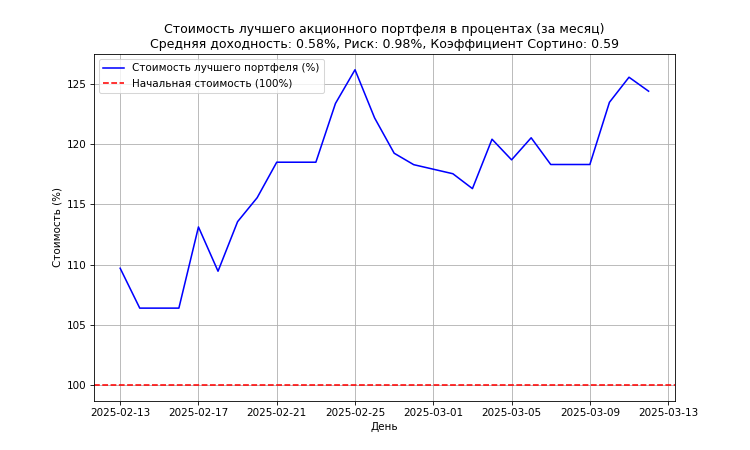 Стоимость лучшего акционного портфеля в процентах (за месяц)
Средняя доходность: 0.58%, Риск: 0.98%, Коэффициент Сортино: 0.59
Стоимость лучшего портфеля (%)
Начальная стоимость (100%)
Стоимость (%)
125
120
115
110
105
100
2025-02-13 2025-02-17 2025-02-21 2025-02-25 2025-03-01 2025-03-05 2025-03-09 2025-03-13
День